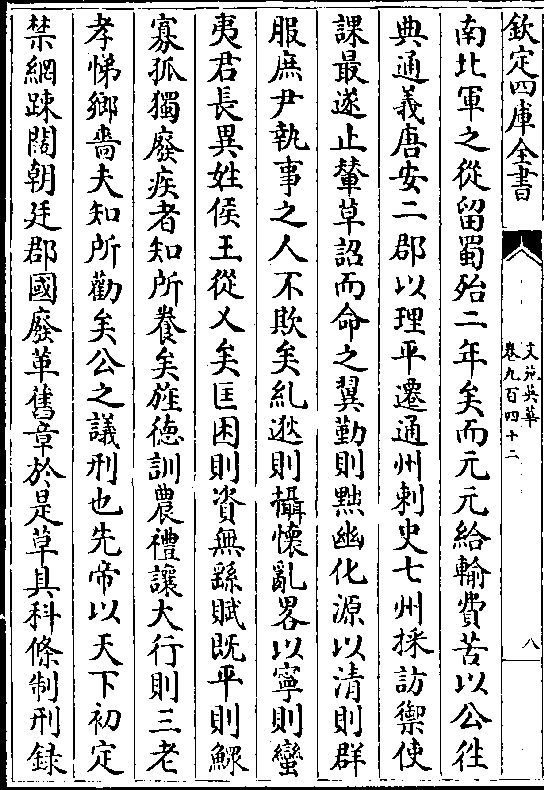 欽定四庫全書
文苑英華
卷九百四十二
八
南北軍之從留蜀殆二年矣而元元給輸費苦以公徃
典通義唐安二郡以理平遷通州刺史七州採訪禦使
課最遂止輦草詔而命之翼勤則黜幽化源以清則群
服庶尹執事之人不欺矣糺逖則攝懷亂畧以寧則蠻
夷君長異姓侯王從乂矣匡困則資無繇賦既平則鰥
寡孤獨廢疾者知所養矣旌德訓農禮讓大行則三老
孝悌鄉嗇夫知所勸矣公之議刑也先帝以天下初定
禁網踈闊朝廷郡國廢革舊章於是草具科條制刑録